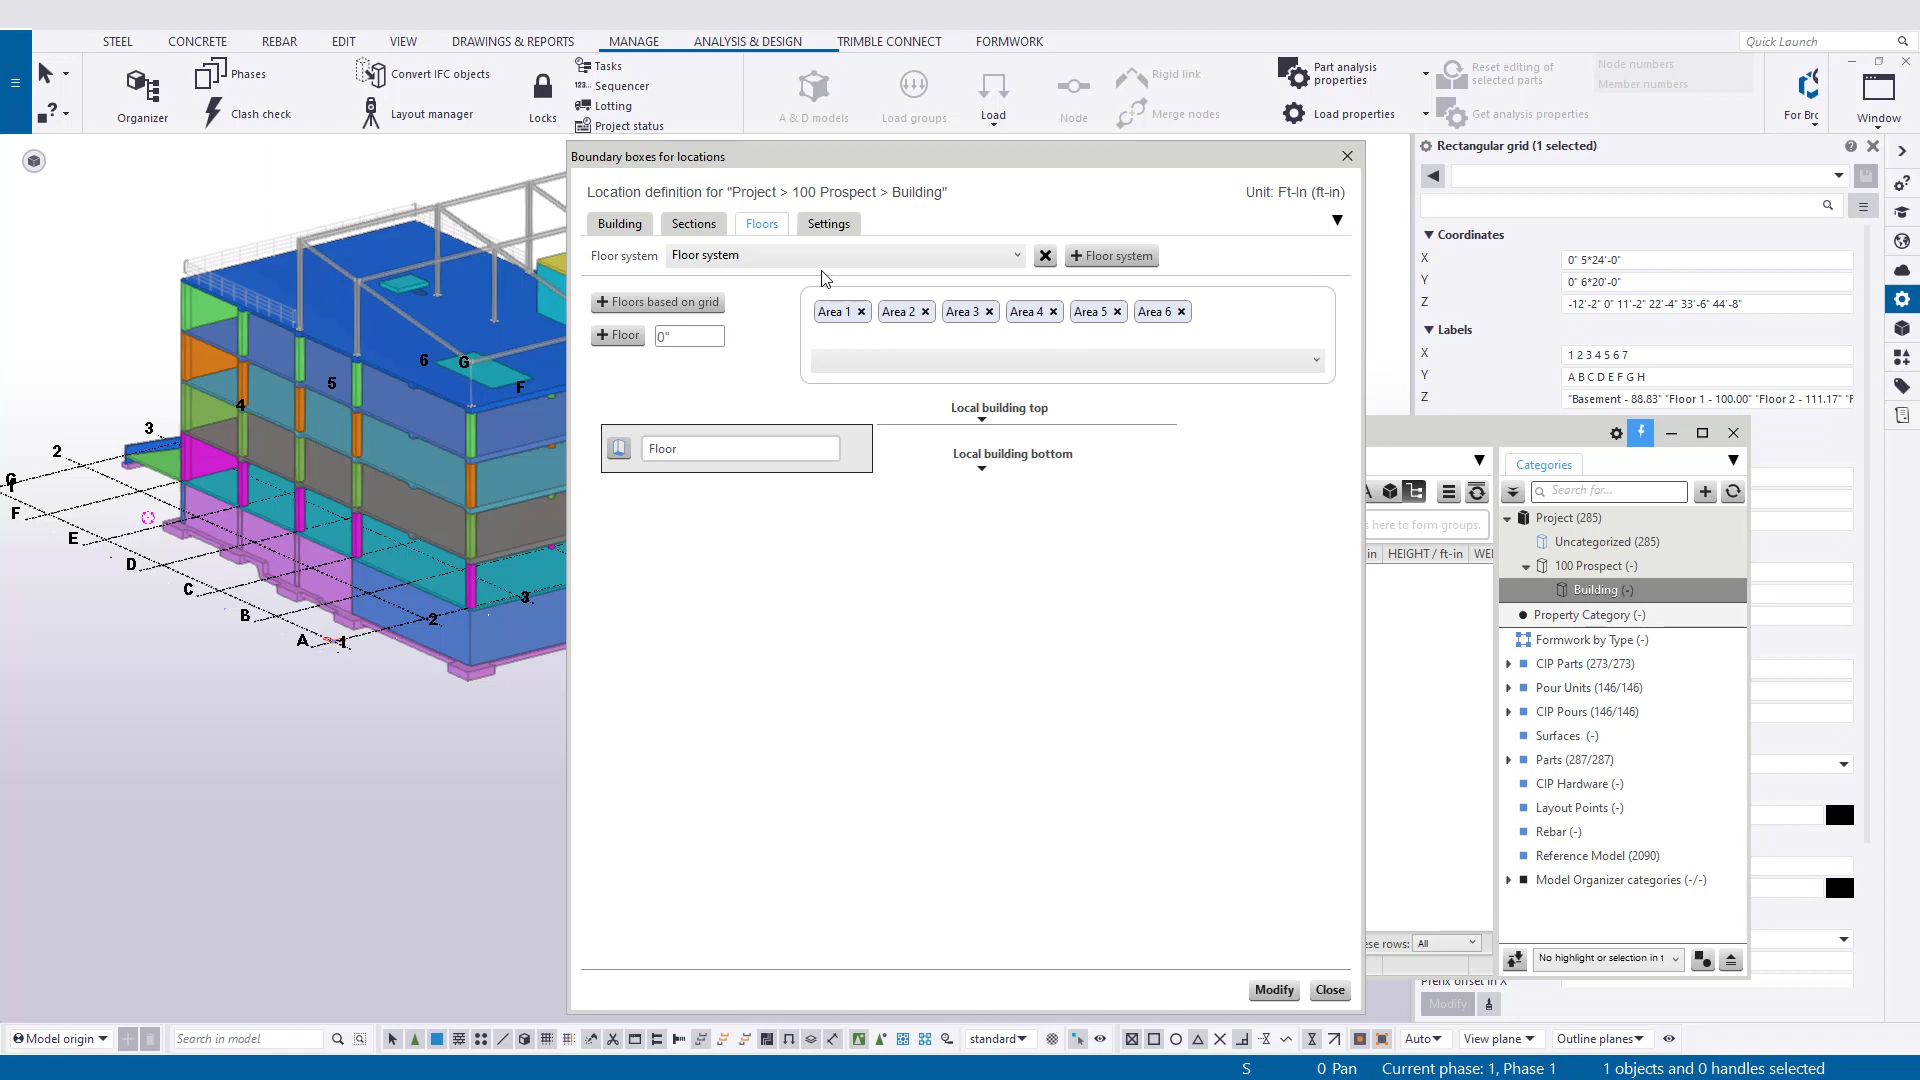 STEEL CONCRETE REBAR EDIT VIEW DRAWINGS & REPORTS MANAGE ANALYSIS & DESIGN TRIMBLE CONNECT FORMWORK Quick Launch
Organizer
Phases
Clash check
Convert IFC objects
Layout manager
Locks
Tasks
123... Sequencer
Lotting
Project status
A & D models
Load groups
Load
Node
Rigid link
Merge nodes
Part analysis
properties
Load properties
Reset editing of
selected parts
Get analysis properties
Node numbers
Member numbers
For Brc
Window
Boundary boxes for locations
Location definition for "Project > 100 Prospect > Building" Unit: Ft-In (ft-in)
Building Sections Floors Settings
Floor system Floor system Floor system
Floors based on grid
Floor 0"
Area 1 Area 2 Area 3 Area 4 Area 5 Area 6
Local building top
Floor
Local building bottom
Modify Close
6 G
F
5
4
3
2
G
F
E
D
C
B
A 1
2
3
Rectangular grid (1 selected)
Coordinates
X 0" 5*24'-0"
Y 0" 6*20'-0"
Z -12'-2" 0" 11'-2" 22'-4" 33'-6" 44'-8"
Labels
X 1 2 3 4 5 6 7
Y A B C D E F G H
Z "Basement - 88.83" "Floor 1 - 100.00" "Floor 2 - 111.17" "F
s here to form groups.
in HEIGHT / ft-in WEI
ese rows: All
Categories
Search for...
Project (285)
Uncategorized (285)
100 Prospect (-)
Building (-)
Property Category (-)
Formwork by Type (-)
CIP Parts (273/273)
Pour Units (146/146)
CIP Pours (146/146)
Surfaces (-)
Parts (287/287)
CIP Hardware (-)
Layout Points (-)
Rebar (-)
Reference Model (2090)
Model Organizer categories (-/-)
No highlight or selection in t
Prefix offset in X
Modify
Model origin Search in model standard Auto View plane Outline planes
S 0 Pan Current phase: 1, Phase 1 1 objects and 0 handles selected